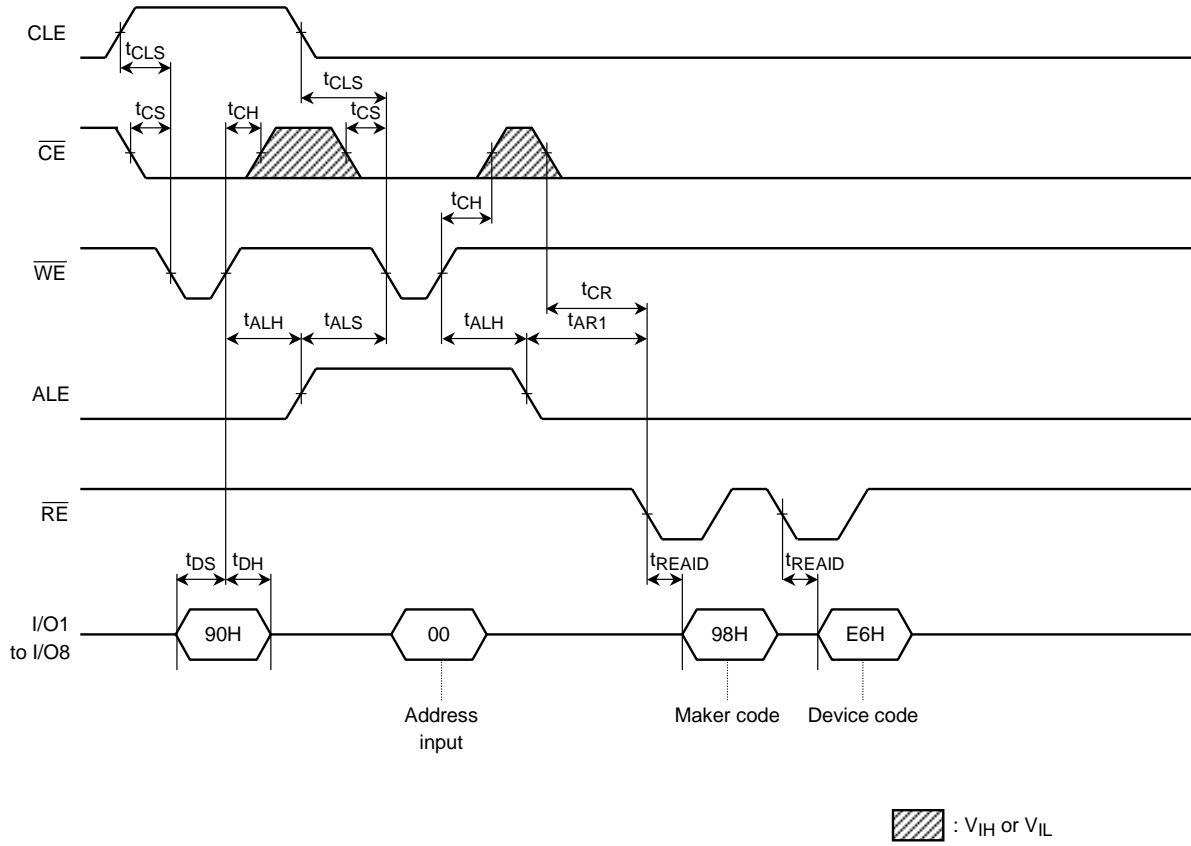 CLE
tCLS
tCLS
tCS
tCH
tCS
CE
tCH
WE
tCR
tALH
tALS
tALH
tAR1
ALE
RE
tDS
tDH
tREAID
tREAID
I/O1
to I/O8
90H
00
98H
E6H
Address
input
Maker code
Device code
: VIH or VIL